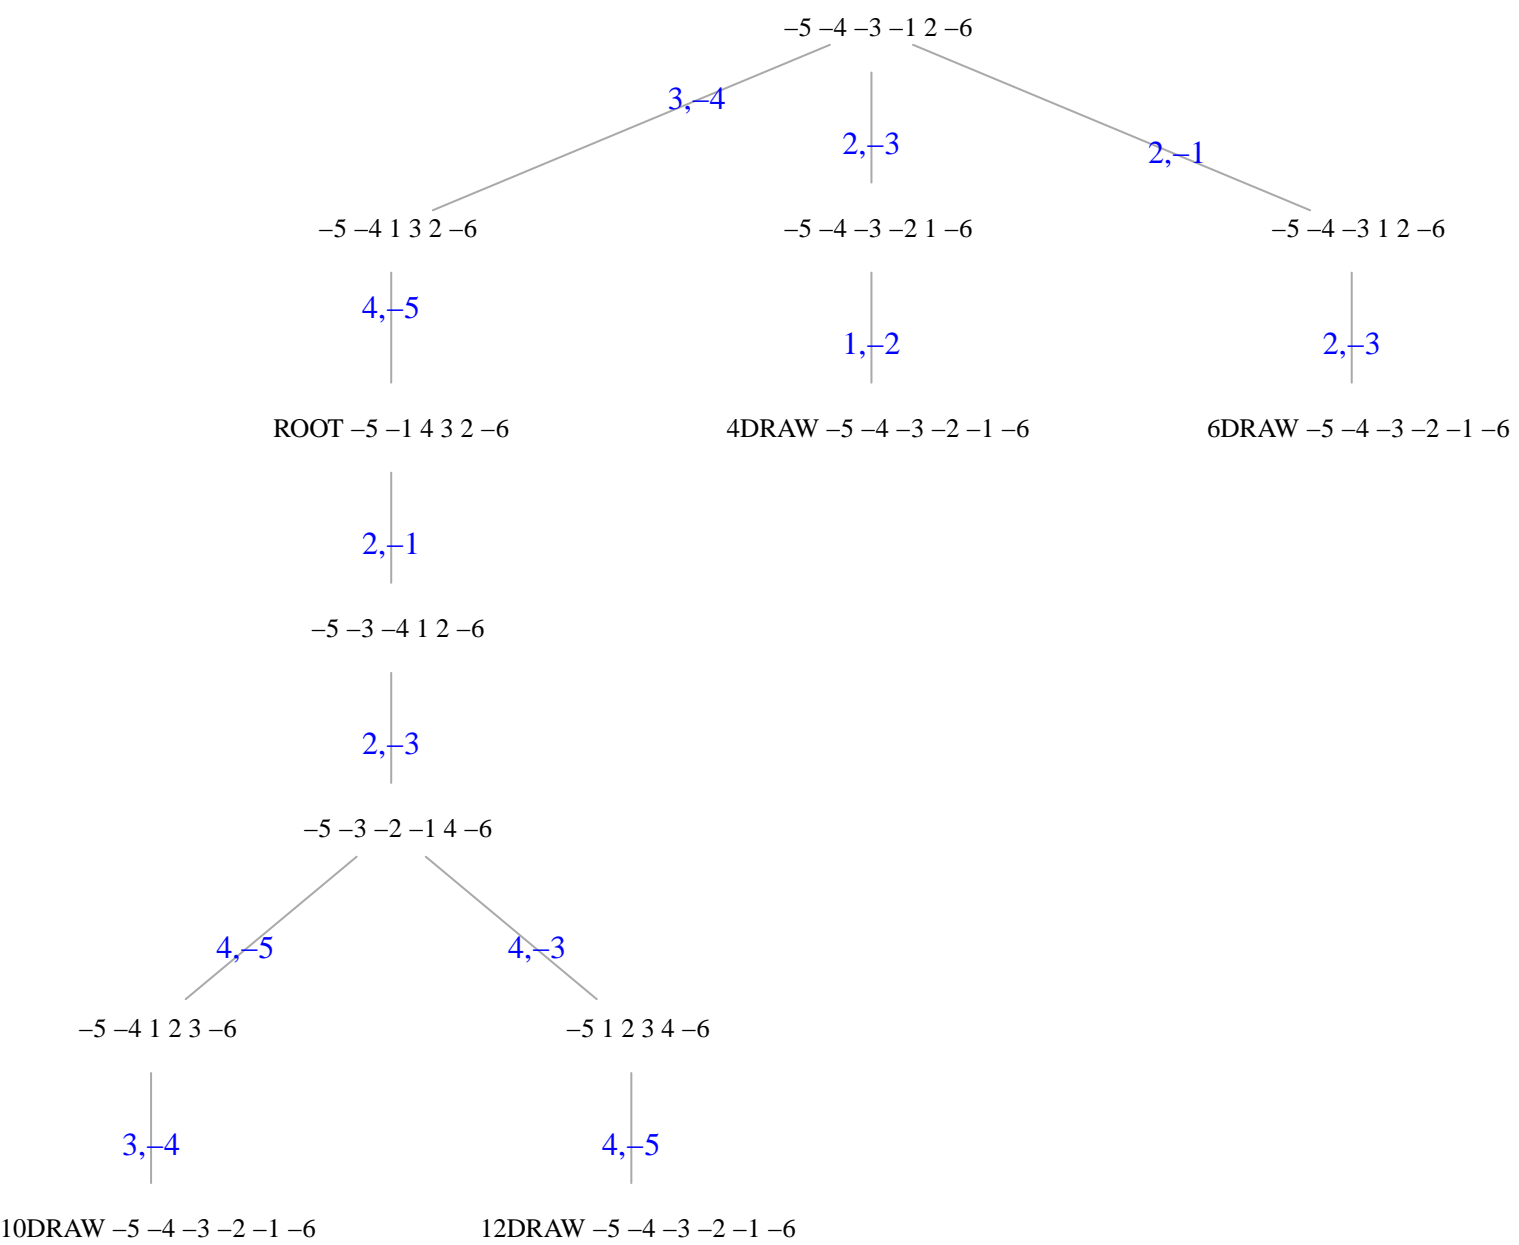 –5 –4 –3 –1 2 –6
3,–4
2,–3
2,–1
–5 –4 1 3 2 –6
–5 –4 –3 –2 1 –6
–5 –4 –3 1 2 –6
4,–5
1,–2
2,–3
ROOT –5 –1 4 3 2 –6
4DRAW –5 –4 –3 –2 –1 –6
6DRAW –5 –4 –3 –2 –1 –6
2,–1
–5 –3 –4 1 2 –6
2,–3
–5 –3 –2 –1 4 –6
4,–5
4,–3
–5 –4 1 2 3 –6
–5 1 2 3 4 –6
3,–4
4,–5
10DRAW –5 –4 –3 –2 –1 –6
12DRAW –5 –4 –3 –2 –1 –6